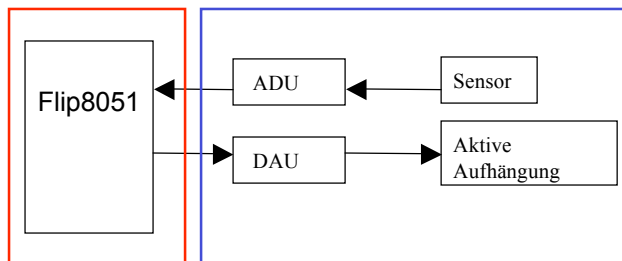 Flip8051
ADU
Sensor
DAU
Aktive
Aufhängung